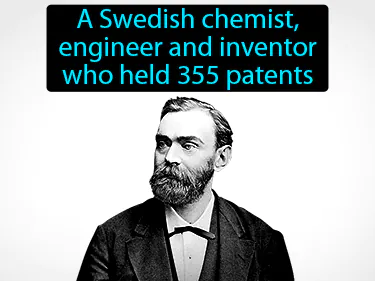 A Swedish chemist,
engineer and inventor
who held 355 patents